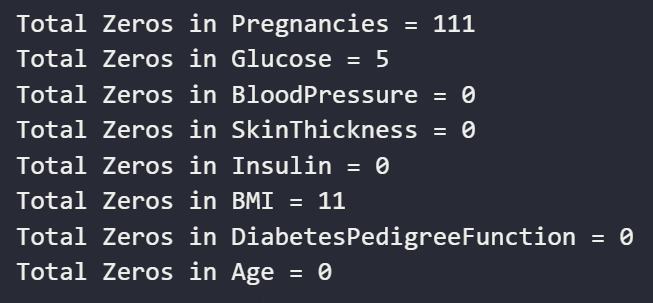 Total Zeros in Pregnancies = 111
Total Zeros in Glucose = 5
Total Zeros in BloodPressure = 0
Total Zeros in SkinThickness = 0
Total Zeros in Insulin = 0
Total Zeros in BMI = 11
Total Zeros in DiabetesPedigreeFunction = 0
Total Zeros in Age = 0